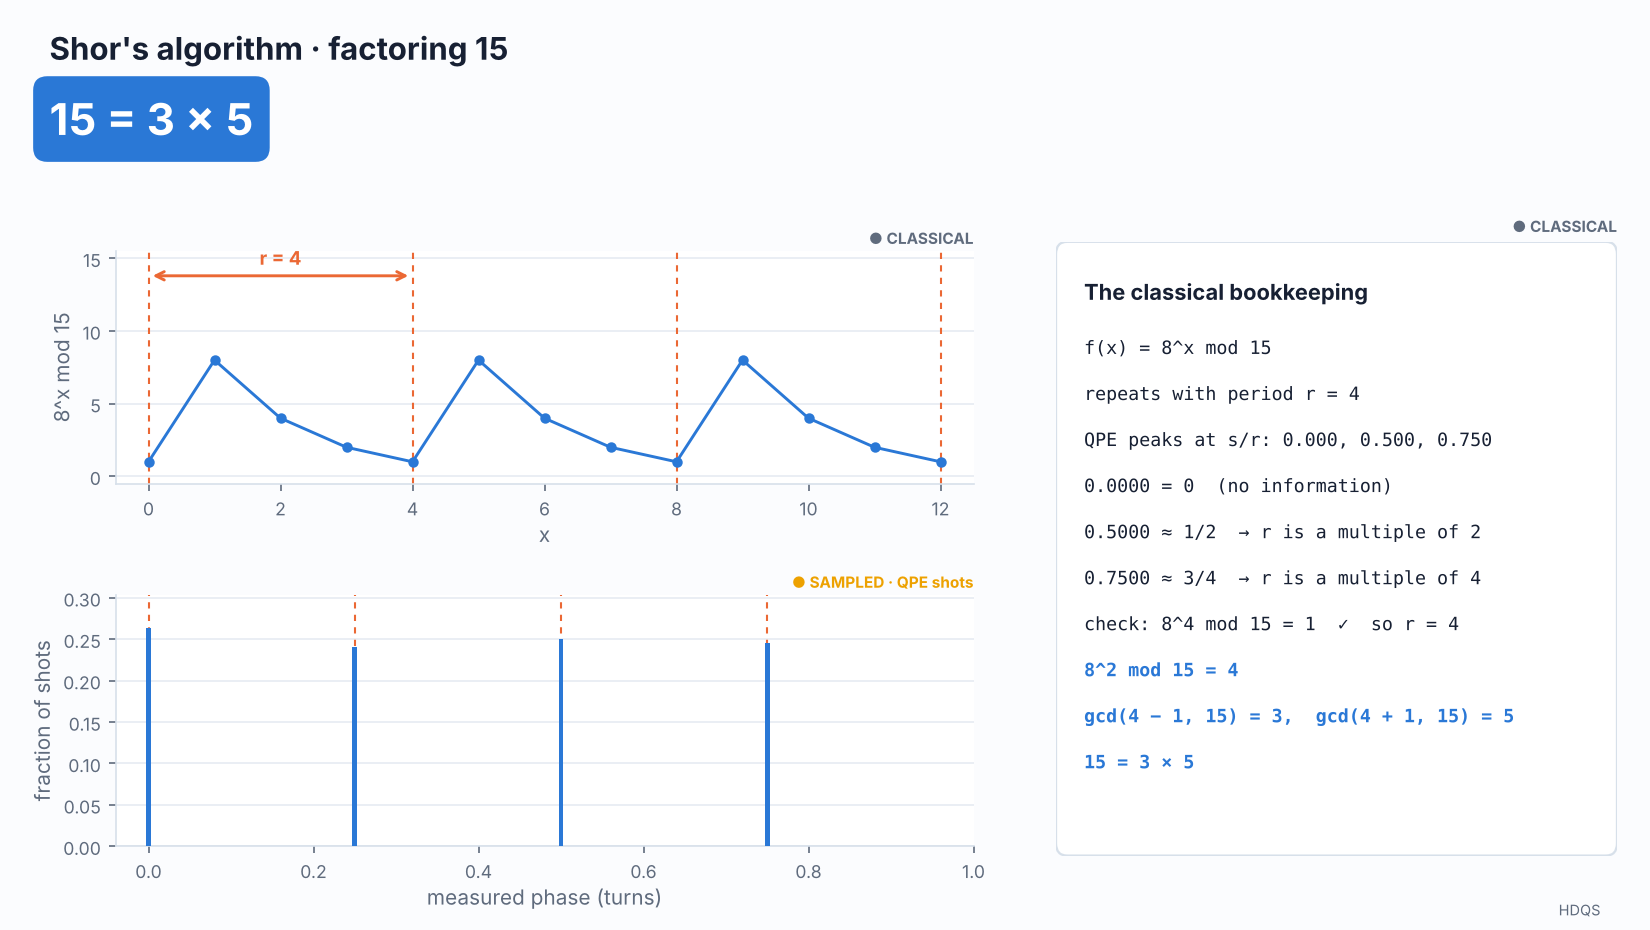 Shor's algorithm · factoring 15
15 = 3 × 5
● CLASSICAL
r = 4
15
10
5
0
8^x mod 15
0 2 4 6 8 10 12
x
● SAMPLED · QPE shots
0.30
0.25
0.20
0.15
0.10
0.05
0.00
fraction of shots
0.0 0.2 0.4 0.6 0.8 1.0
measured phase (turns)
● CLASSICAL
The classical bookkeeping
f(x) = 8^x mod 15
repeats with period r = 4
QPE peaks at s/r: 0.000, 0.500, 0.750
0.0000 = 0 (no information)
0.5000 ≈ 1/2 → r is a multiple of 2
0.7500 ≈ 3/4 → r is a multiple of 4
check: 8^4 mod 15 = 1 ✓ so r = 4
8^2 mod 15 = 4
gcd(4 − 1, 15) = 3, gcd(4 + 1, 15) = 5
15 = 3 × 5
HDQS